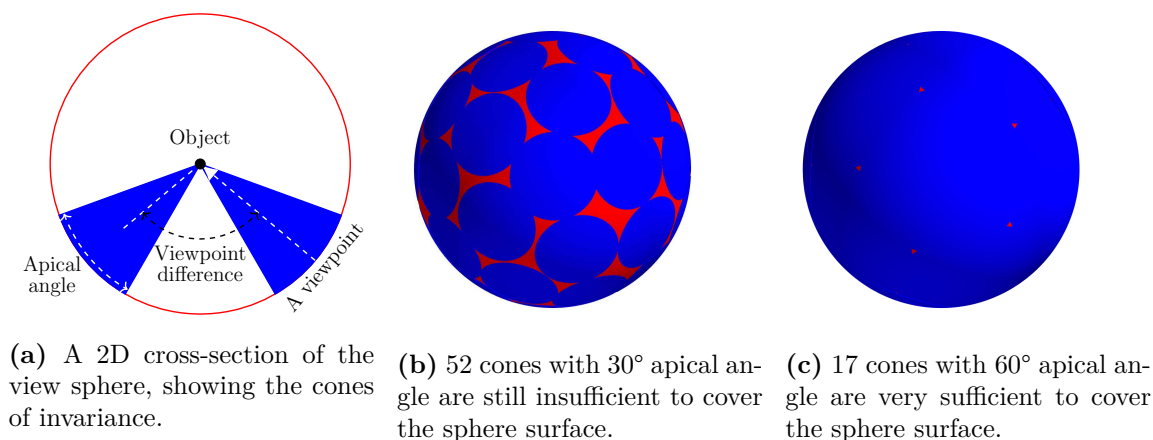 Object
Viewpoint
difference
Apical
angle
A viewpoint
(a) A 2D cross-section of the
view sphere, showing the cones
of invariance.
(b) 52 cones with 30° apical an-
gle are still insufficient to cover
the sphere surface.
(c) 17 cones with 60° apical an-
gle are very sufficient to cover
the sphere surface.